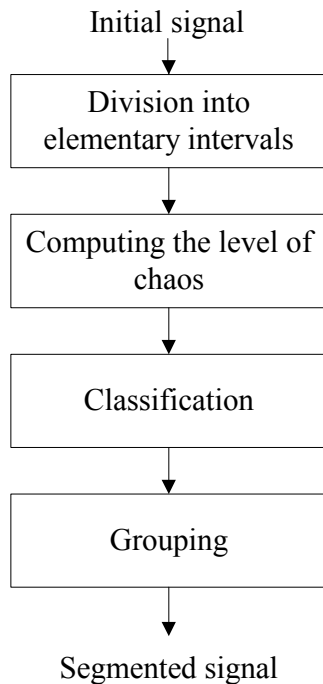 Initial signal
Division into
elementary intervals
Computing the level of
chaos
Classification
Grouping
Segmented signal